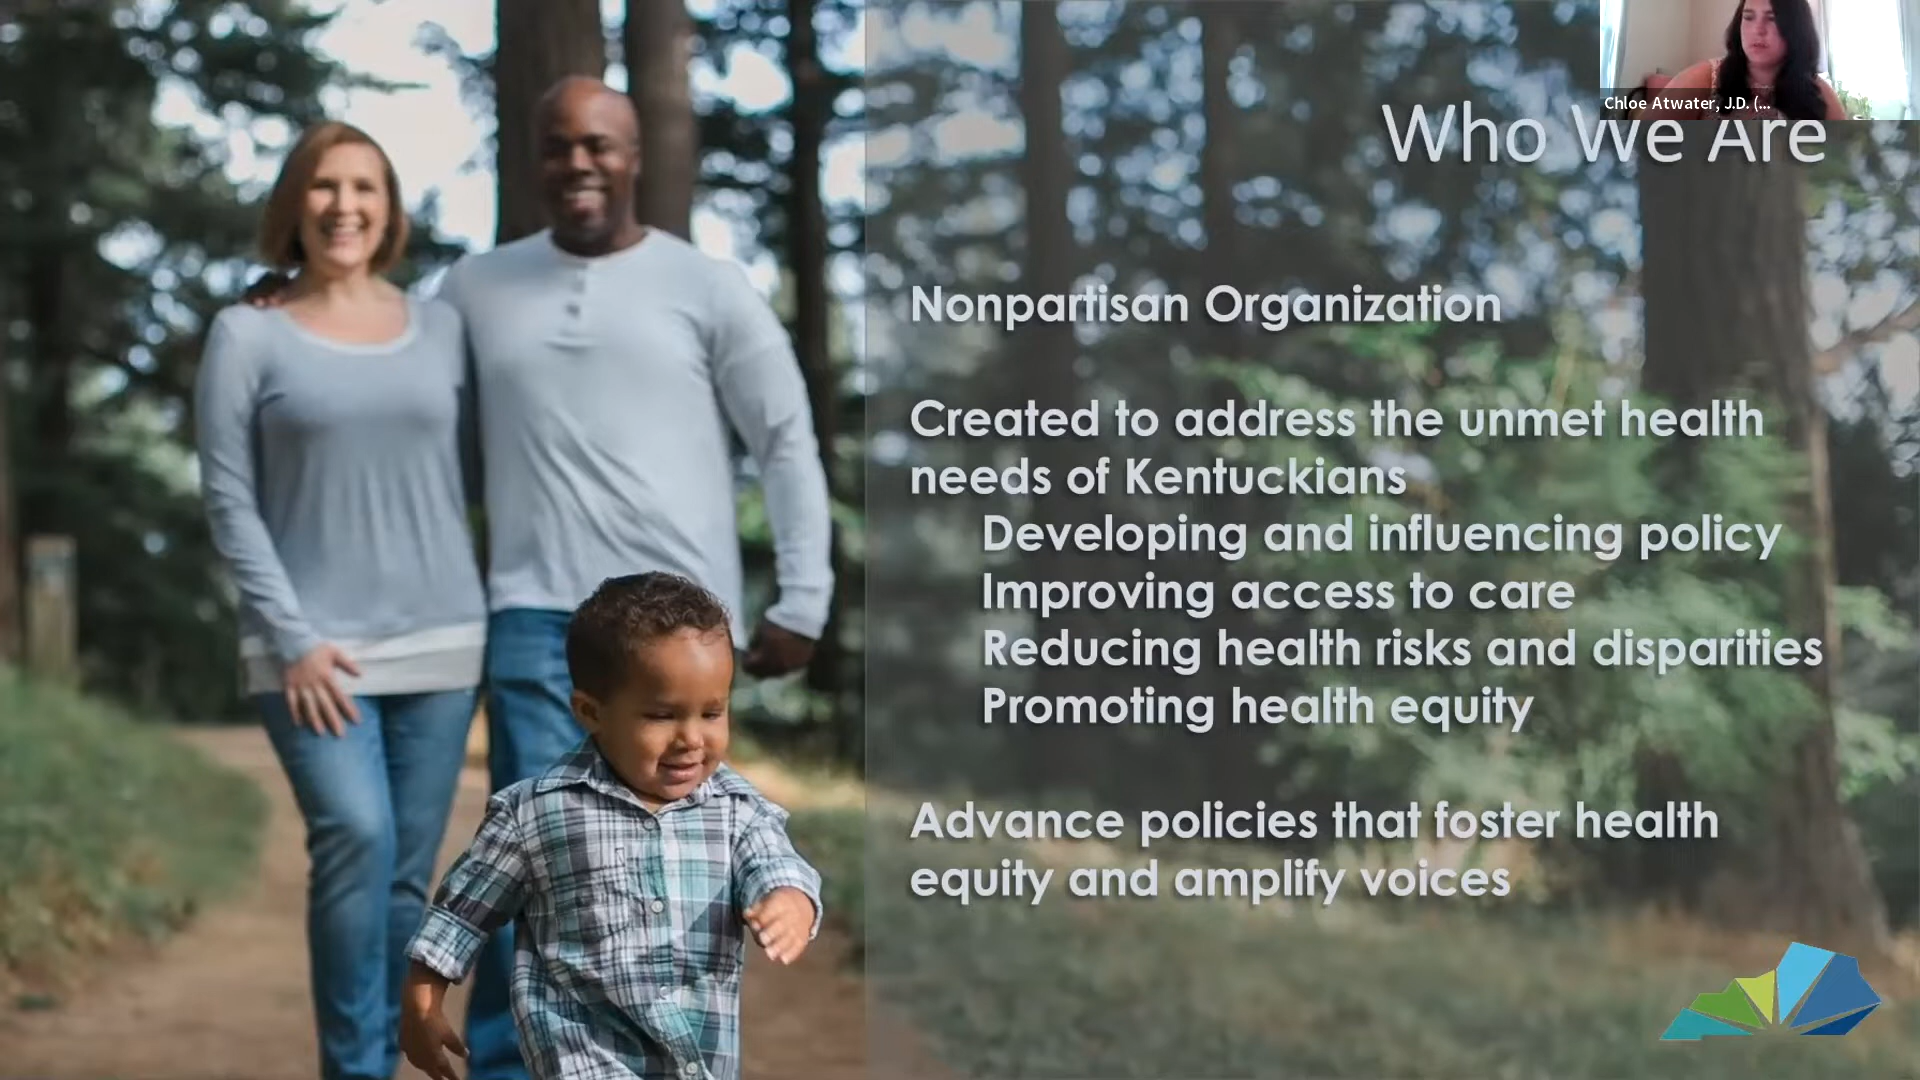 Chloe Atwater, J.D. (...
Who We Are
Nonpartisan Organization
Created to address the unmet health
needs of Kentuckians
Developing and influencing policy
Improving access to care
Reducing health risks and disparities
Promoting health equity
Advance policies that foster health
equity and amplify voices